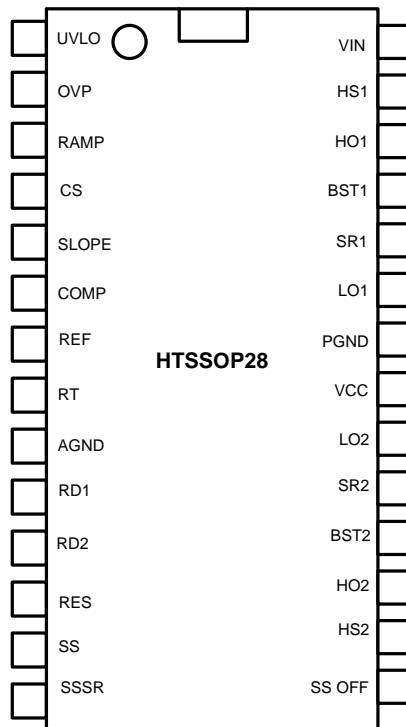 UVLO
OVP
RAMP
CS
SLOPE
COMP
REF
RT
AGND
RD1
RD2
RES
SS
SSSR
HTSSOP28
VIN
HS1
HO1
BST1
SR1
LO1
PGND
VCC
LO2
SR2
BST2
HO2
HS2
SS OFF